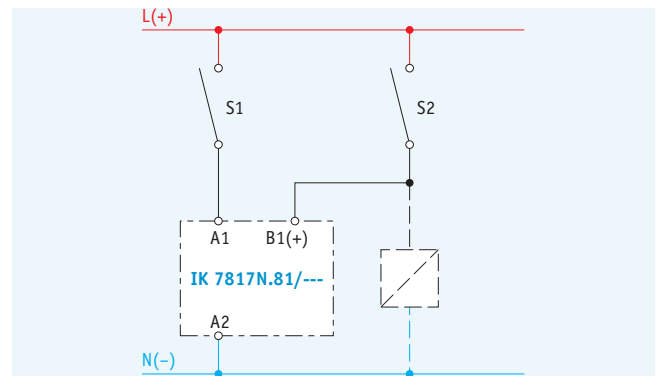 L(+)
S1
S2
A1
B1(+)
IK 7817N.81/---
A2
N(−)